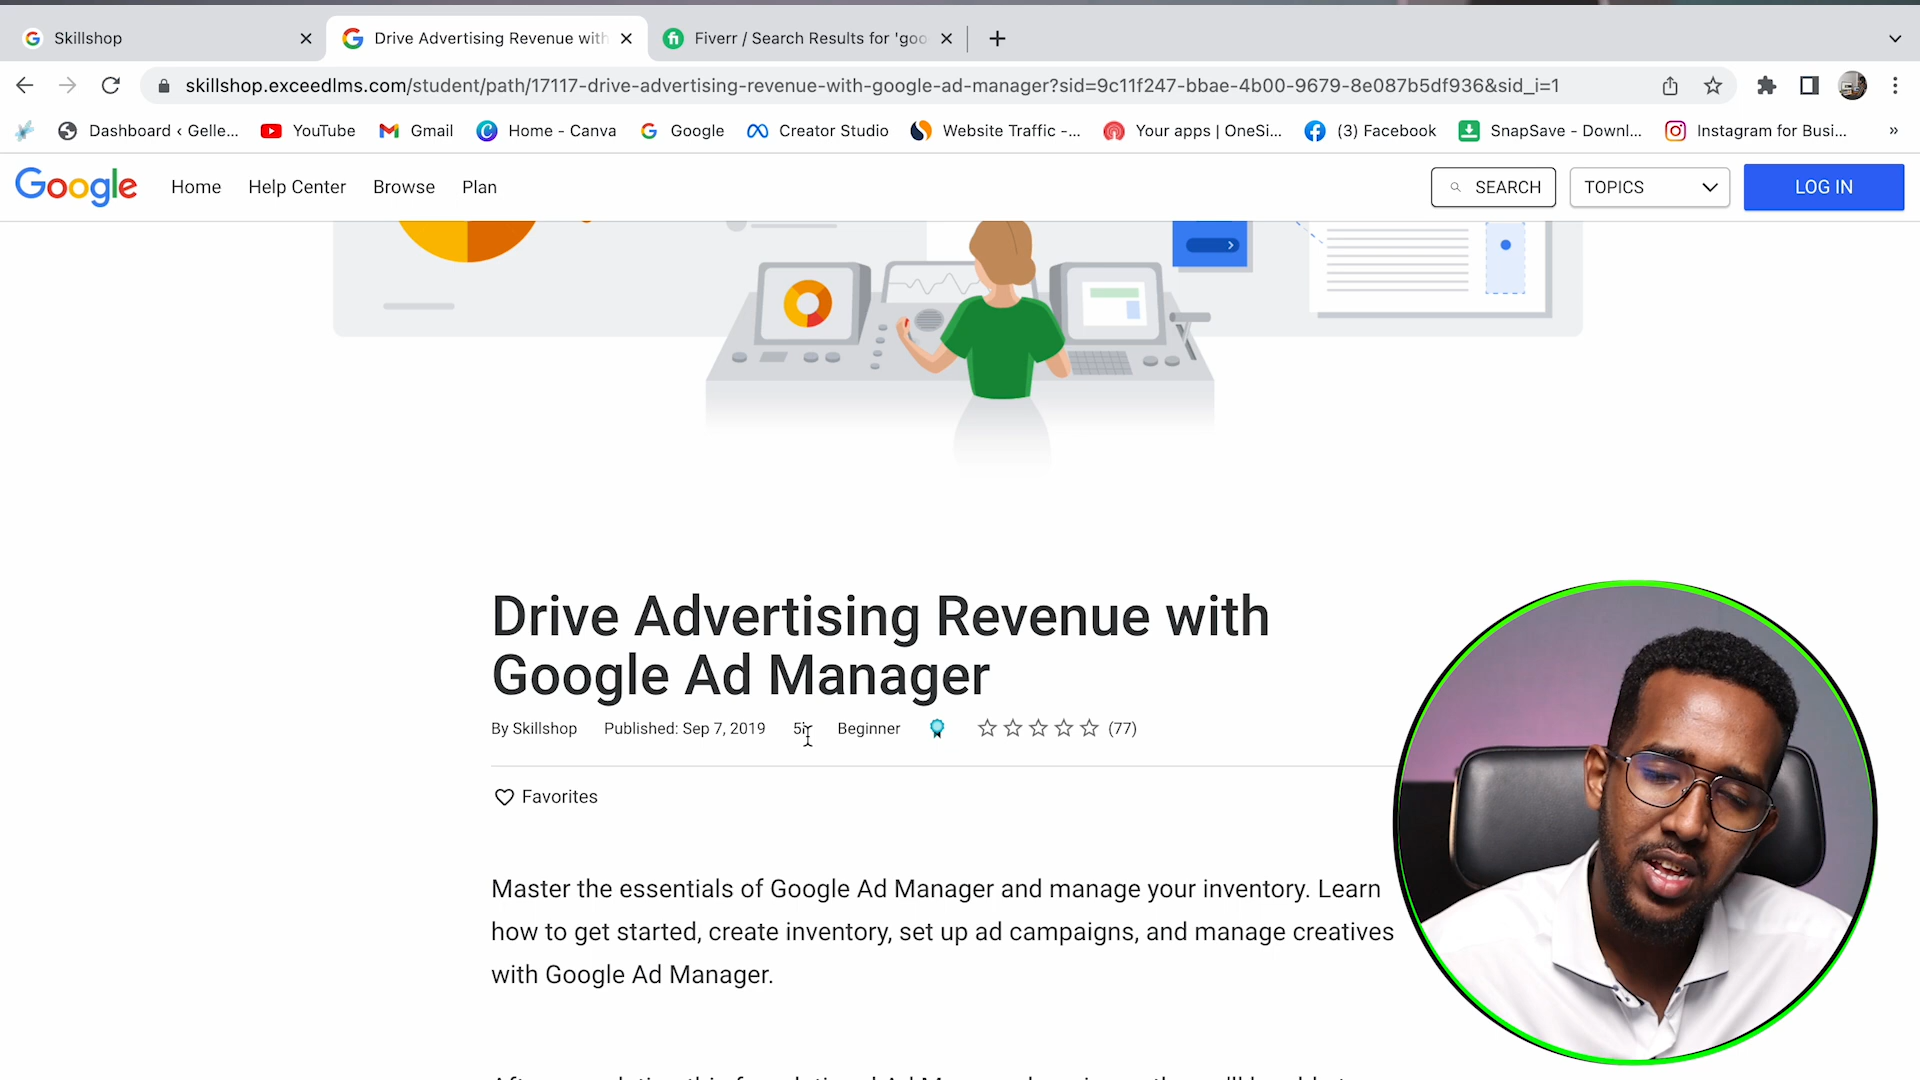 Skillshop
Drive Advertising Revenue with
Fiverr / Search Results for 'goo
skillshop.exceedlms.com/student/path/17117-drive-advertising-revenue-with-google-ad-manager?sid=9c11f247-bbae-4b00-9679-8e087b5df936&sid_i=1
Dashboard ‹ Gelle... YouTube Gmail Home - Canva Google Creator Studio Website Traffic -... Your apps | OneSi... (3) Facebook SnapSave - Downl... Instagram for Busi... »
Google Home Help Center Browse Plan SEARCH TOPICS LOG IN
Drive Advertising Revenue with
Google Ad Manager
By Skillshop Published: Sep 7, 2019 Beginner (77)
Favorites
Master the essentials of Google Ad Manager and manage your inventory. Learn
how to get started, create inventory, set up ad campaigns, and manage creatives
with Google Ad Manager.